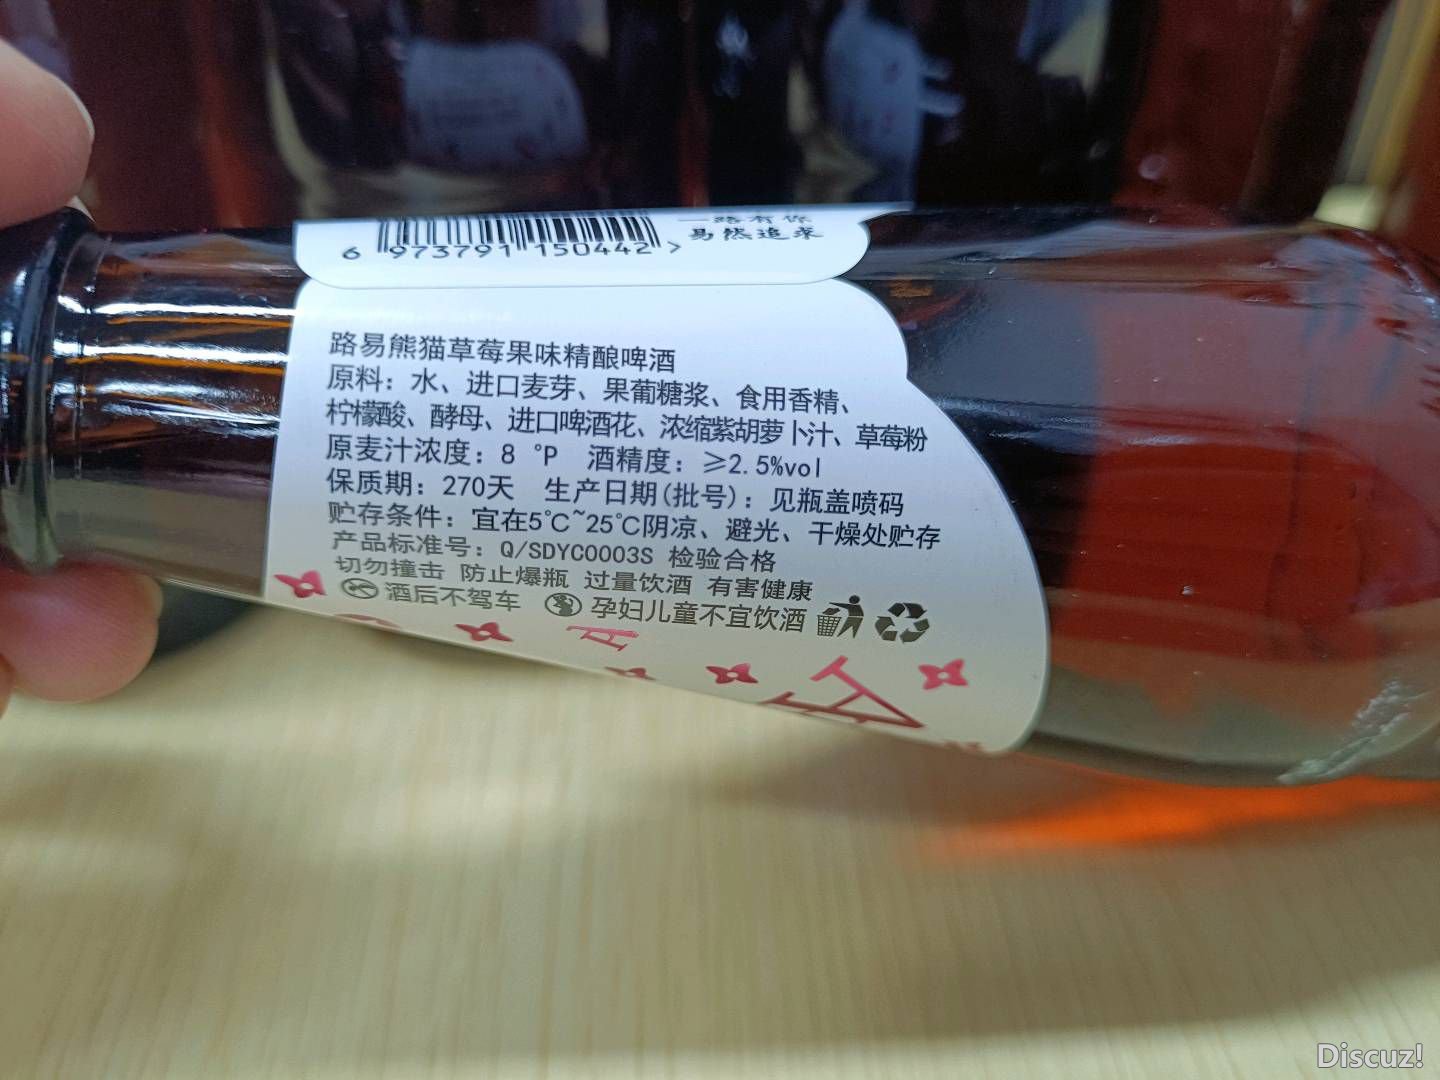 6 973791 150442 >
一路有你
易然追来
路易熊猫草莓果味精酿啤酒
原料：水、进口麦芽、果葡糖浆、食用香精、
柠檬酸、酵母、进口啤酒花、浓缩紫胡萝卜汁、草莓粉
原麦汁浓度：8 °P 酒精度：≥2.5%vol
保质期：270天 生产日期(批号)：见瓶盖喷码
贮存条件：宜在5℃~25℃阴凉、避光、干燥处贮存
产品标准号：Q/SDYC0003S 检验合格
切勿撞击 防止爆瓶 过量饮酒 有害健康
酒后不驾车 孕妇儿童不宜饮酒
Discuz!